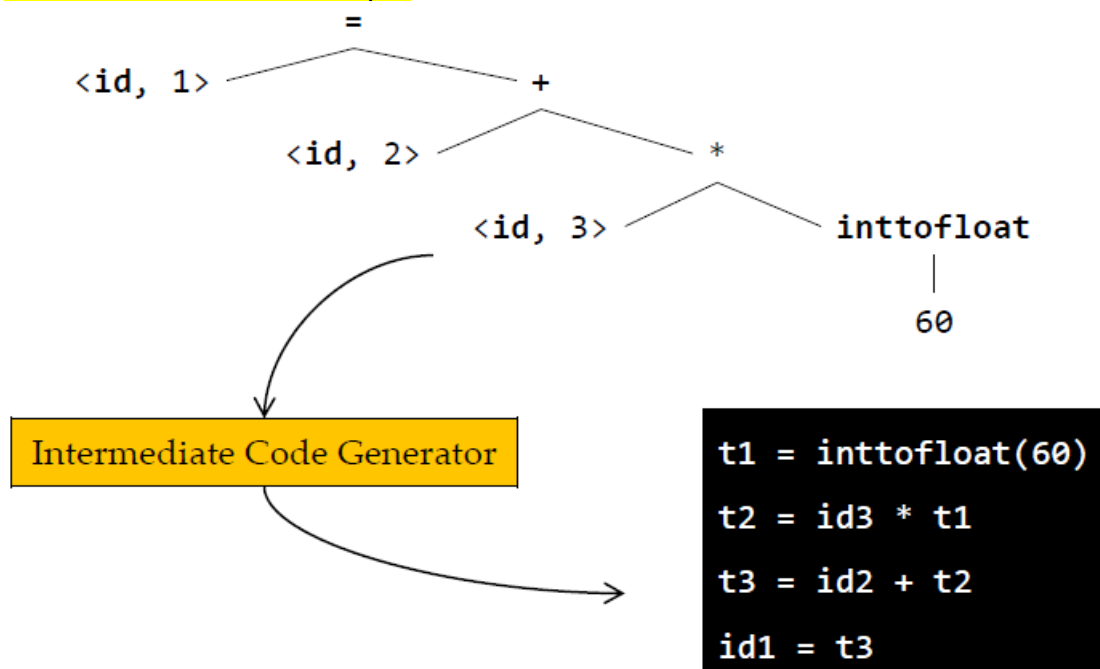 =
<id, 1>
+
<id, 2>
*
<id, 3>
inttofloat
60
Intermediate Code Generator
t1 = inttofloat(60)
t2 = id3 * t1
t3 = id2 + t2
id1 = t3